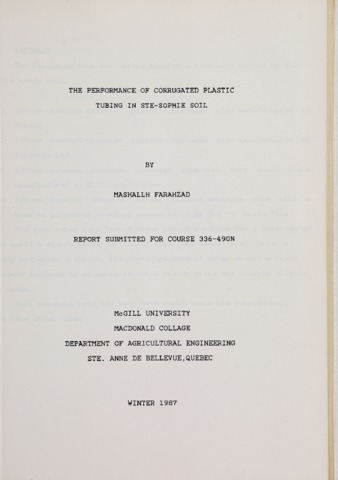 THE PERFORMANCE OF CORRUGATED PLASTIC
TUBING IN STE-SOPHIE SOIL
BY
MASHALLH FARAHZAD
REPORT SUBMITTED FOR COURSE 336-490N
McGILL UNIVERSITY
MACDONALD COLLAGE
DEPARTMENT OF AGRICULTURAL ENGINEERING
STE. ANNE DE BELLEVUE,QUEBEC
WINTER 1987